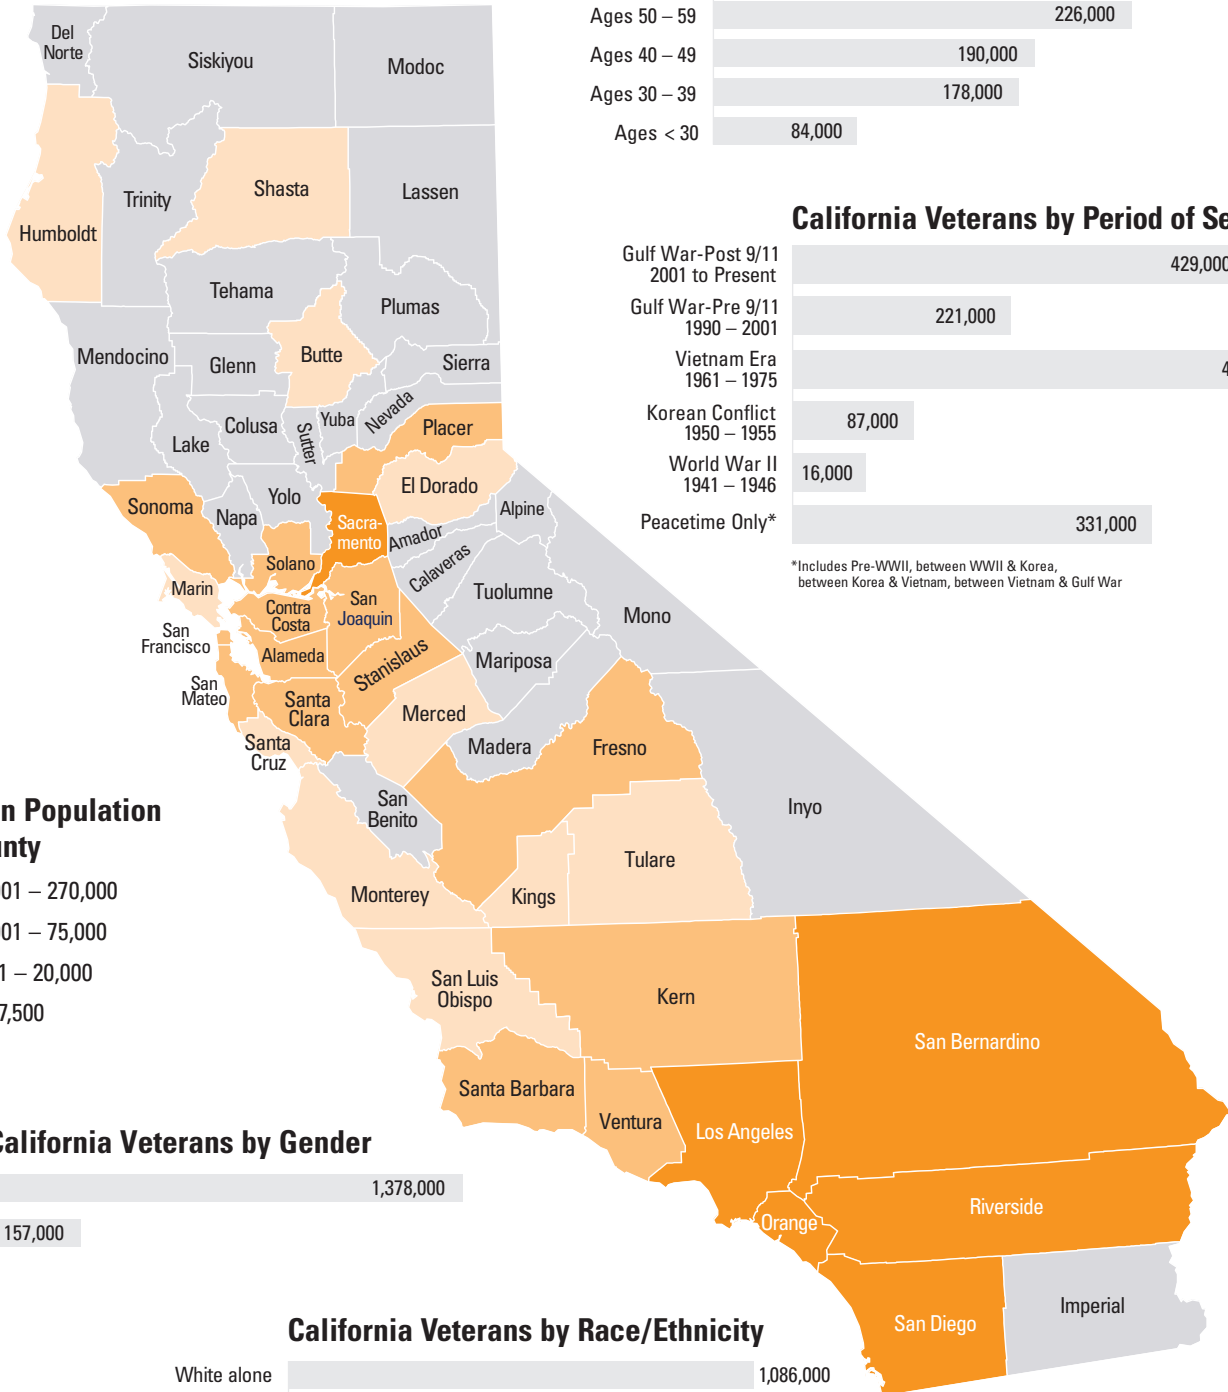 Ages 50 – 59
226,000
Ages 40 – 49
190,000
Ages 30 – 39
178,000
Ages < 30
84,000
California Veterans by Period of Se
Gulf War-Post 9/11
2001 to Present
429,000
Gulf War-Pre 9/11
1990 – 2001
221,000
Vietnam Era
1961 – 1975
4
Korean Conflict
1950 – 1955
87,000
World War II
1941 – 1946
16,000
Peacetime Only*
331,000
*Includes Pre-WWII, between WWII & Korea,
between Korea & Vietnam, between Vietnam & Gulf War
Del
Norte
Siskiyou
Modoc
Humboldt
Trinity
Shasta
Lassen
Tehama
Plumas
Mendocino
Glenn
Butte
Sierra
Lake
Colusa
Sutter
Yuba
Nevada
Placer
Sonoma
Napa
Yolo
Sacra-
mento
El Dorado
Alpine
Amador
Solano
Calaveras
Marin
Contra
Costa
San
Joaquin
Tuolumne
Mono
San
Francisco
Alameda
Stanislaus
Mariposa
San
Mateo
Santa
Clara
Merced
Santa
Cruz
Madera
Fresno
San
Benito
Inyo
Monterey
Kings
Tulare
San Luis
Obispo
Kern
San Bernardino
Santa Barbara
Ventura
Los Angeles
Orange
Riverside
San Diego
Imperial
n Population
nty
01 – 270,000
01 – 75,000
1 – 20,000
7,500
California Veterans by Gender
1,378,000
157,000
California Veterans by Race/Ethnicity
White alone
1,086,000